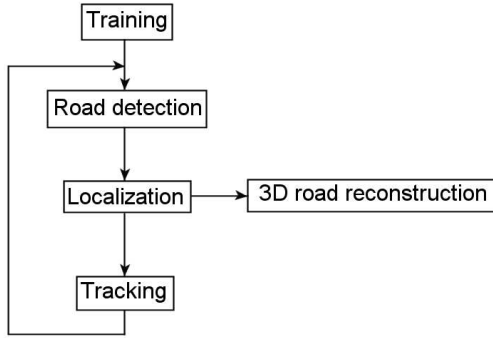 Training
Road detection
Localization
3D road reconstruction
Tracking